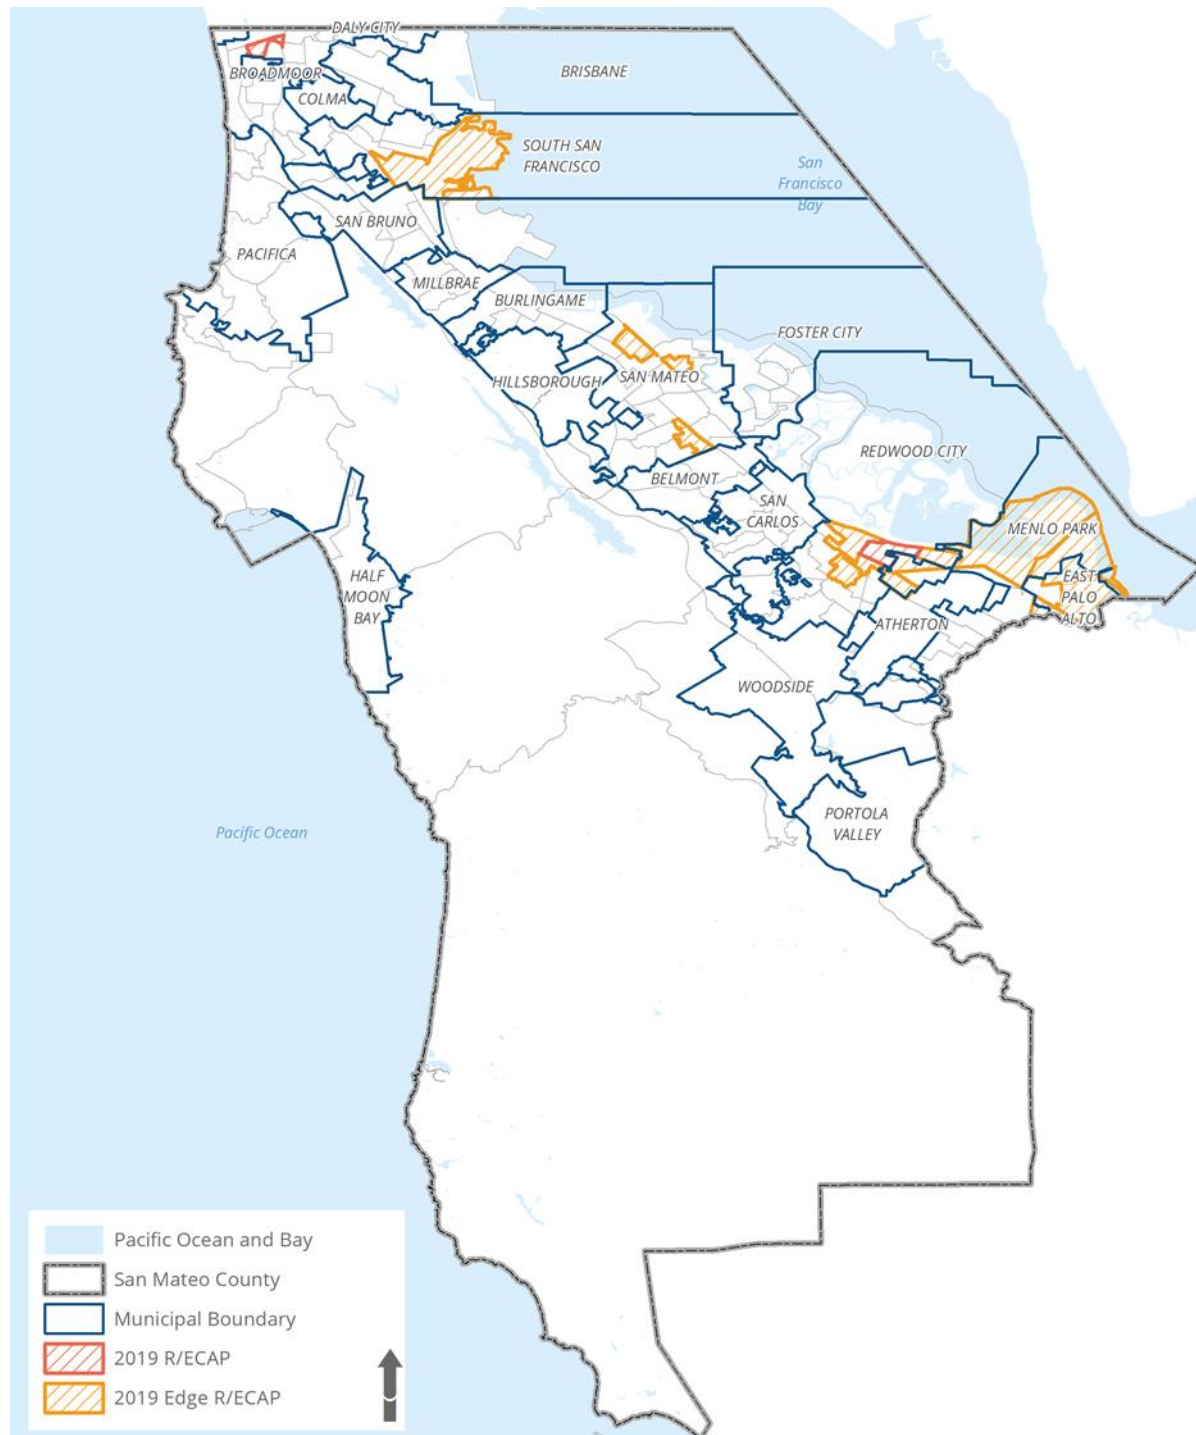 DALY CITY
BROADMOOR
BRISBANE
COLMA
SOUTH SAN
FRANCISCO
San
Francisco
Bay
SAN BRUNO
PACIFICA
MILLBRAE
BURLINGAME
FOSTER CITY
HILLSBOROUGH
SAN MATEO
REDWOOD CITY
BELMONT
SAN
CARLOS
MENLO PARK
HALF
MOON
BAY
EAST
PALO
ALTO
ATHERTON
WOODSIDE
PORTOLA
VALLEY
Pacific Ocean
Pacific Ocean and Bay
San Mateo County
Municipal Boundary
2019 R/ECAP
2019 Edge R/ECAP